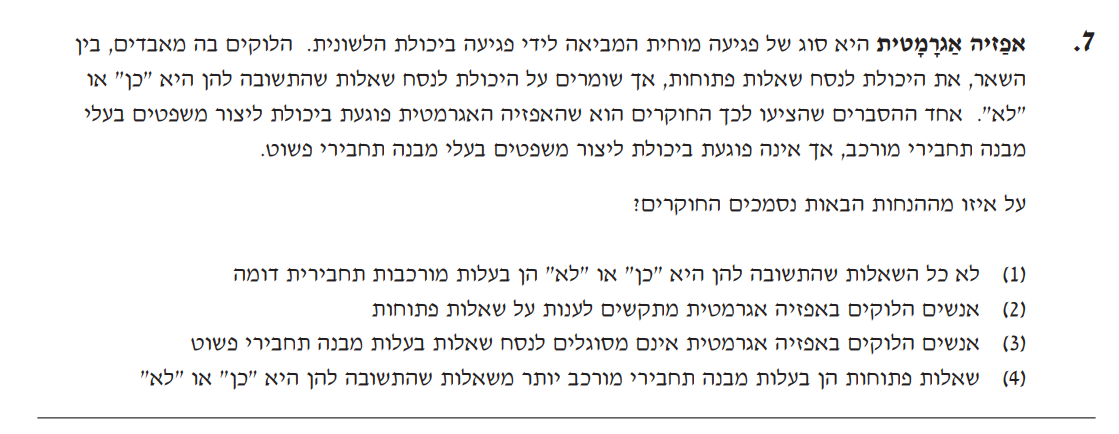 7. אפַזיה אַגרָמָטית היא סוג של פגיעה מוחית המביאה לידי פגיעה ביכולת הלשונית. הלוקים בה מאבדים, בין
השאר, את היכולת לנסח שאלות פתוחות, אך שומרים על היכולת לנסח שאלות שהתשובה להן היא "כן" או
"לא". אחד ההסברים שהציעו לכך החוקרים הוא שהאפזיה האגרמטית פוגעת ביכולת ליצור משפטים בעלי
מבנה תחבירי מורכב, אך אינה פוגעת ביכולת ליצור משפטים בעלי מבנה תחבירי פשוט.
על איזו מההנחות הבאות נסמכים החוקרים?
(1) לא כל השאלות שהתשובה להן היא "כן" או "לא" הן בעלות מורכבות תחבירית דומה
(2) אנשים הלוקים באפזיה אגרמטית מתקשים לענות על שאלות פתוחות
(3) אנשים הלוקים באפזיה אגרמטית אינם מסוגלים לנסח שאלות בעלות מבנה תחבירי פשוט
(4) שאלות פתוחות הן בעלות מבנה תחבירי מורכב יותר משאלות שהתשובה להן היא "כן" או "לא"